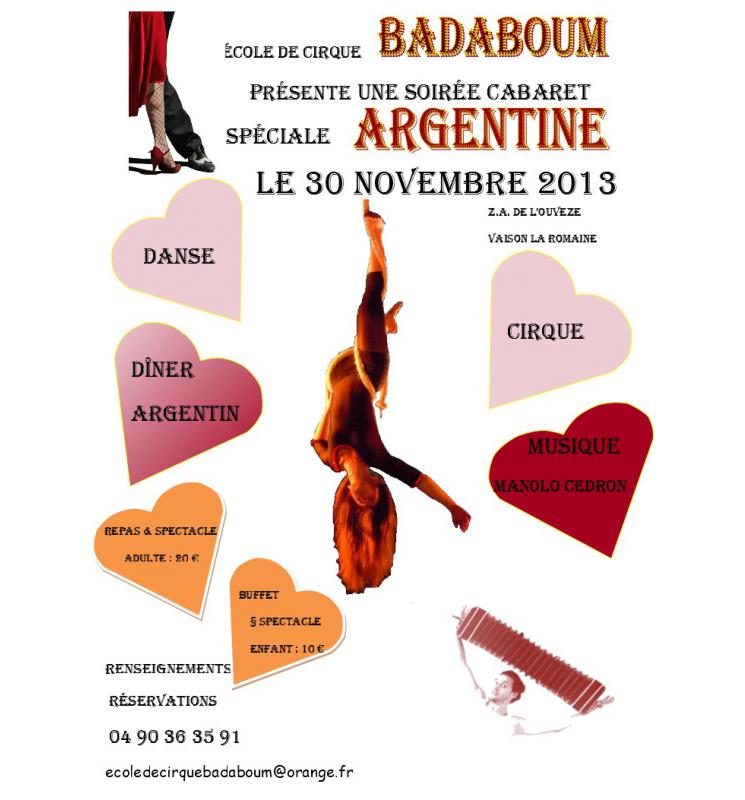 ÉCOLE DE CIRQUE BADABOUM
PRÉSENTE UNE SOIRÉE CABARET
SPÉCIALE ARGENTINE
LE 30 NOVEMBRE 2013
Z.A. DE L'OUVEZE
VAISON LA ROMAINE
DANSE
CIRQUE
DÎNER
ARGENTIN
MUSIQUE
MANOLO CEDRON
REPAS & SPECTACLE
ADULTE : 20 €
BUFFET
§ SPECTACLE
ENFANT : 10 €
RENSEIGNEMENTS
RÉSERVATIONS
04 90 36 35 91
ecoledecirquebadaboum@orange.fr